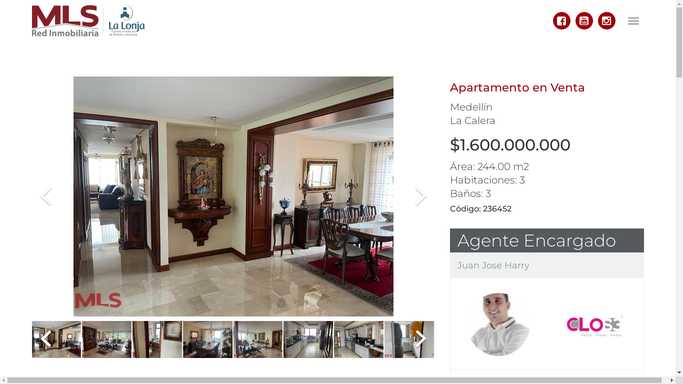 MLS
Red Inmobiliaria
La Lonja
Apartamento en Venta
Medellín
La Calera
$1.600.000.000
Área: 244.00 m2
Habitaciones: 3
Baños: 3
Código: 236452
Agente Encargado
Juan Jose Harry
MLS